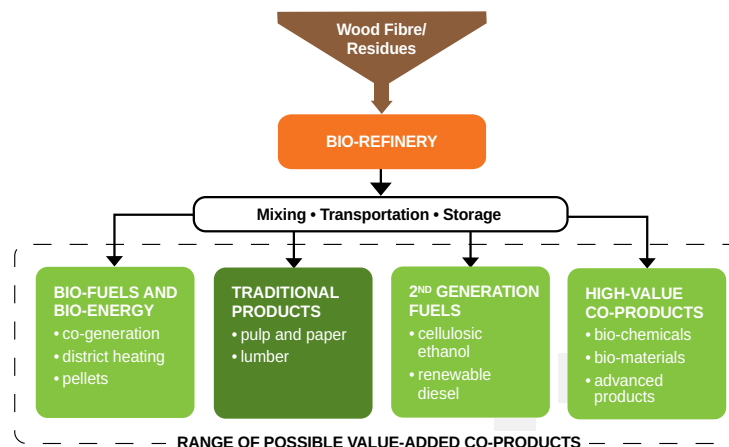 Wood Fibre/
Residues
BIO-REFINERY
Mixing • Transportation • Storage
BIO-FUELS AND
BIO-ENERGY
• co-generation
• district heating
• pellets
TRADITIONAL
PRODUCTS
• pulp and paper
• lumber
2ND GENERATION
FUELS
• cellulosic
ethanol
• renewable
diesel
HIGH-VALUE
CO-PRODUCTS
• bio-chemicals
• bio-materials
• advanced
products
RANGE OF POSSIBLE VALUE-ADDED CO-PRODUCTS